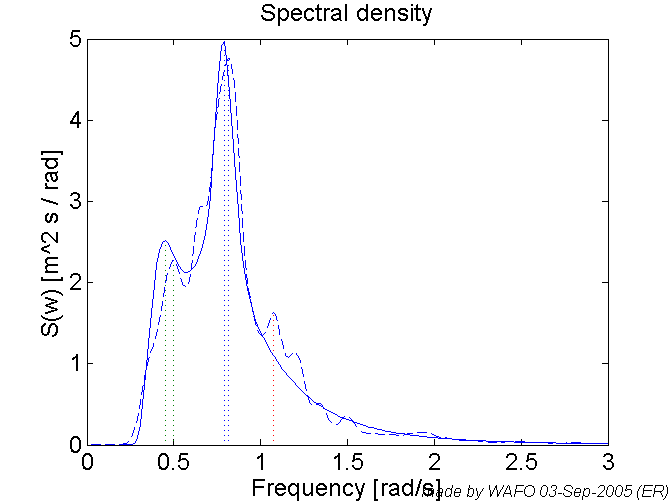 Spectral density
5
4
3
2
1
0
S(w) [m^2 s / rad]
0 0.5 1 1.5 2 2.5 3
Frequency [rad/s]
made by WAFO 03-Sep-2005 (ER)